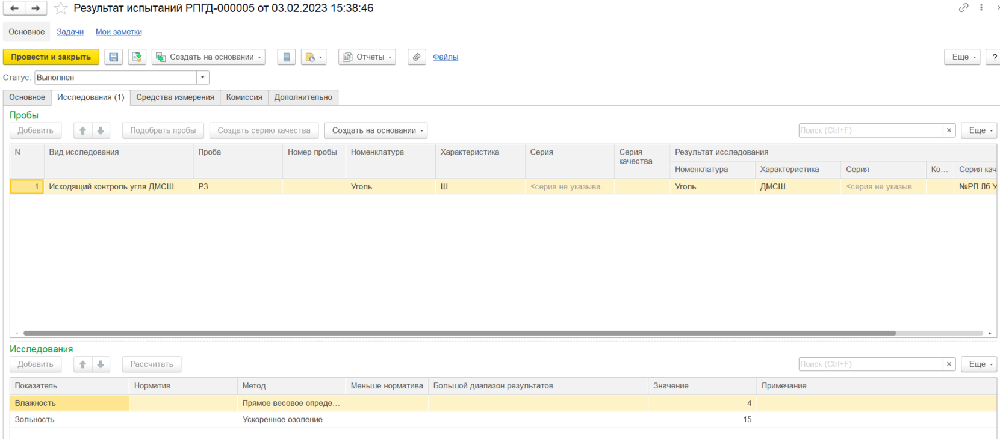 Результат испытаний РПГД-000005 от 03.02.2023 15:38:46
Основное Задачи Мои заметки
Провести и закрыть Создать на основании Отчеты Файлы Еще ?
Статус: Выполнен
Основное Исследования (1) Средства измерения Комиссия Дополнительно
Пробы
Добавить Подобрать пробы Создать серию качества Создать на основании Поиск (Ctrl+F) × Еще
N Вид исследования Проба Номер пробы Номенклатура Характеристика Серия Серия качества Результат исследования
Номенклатура Характеристика Серия Ко... Серия кач
1 Исходящий контроль угля ДМСШ Р3 Уголь Ш <серия не указыва... Уголь ДМСШ <серия не указыв... №РП Лб У
Исследования
Добавить Рассчитать Поиск (Ctrl+F) × Еще
Показатель Норматив Метод Меньше норматива Большой диапазон результатов Значение Примечание
Влажность Прямое весовое опреде... 4
Зольность Ускоренное озоление 15